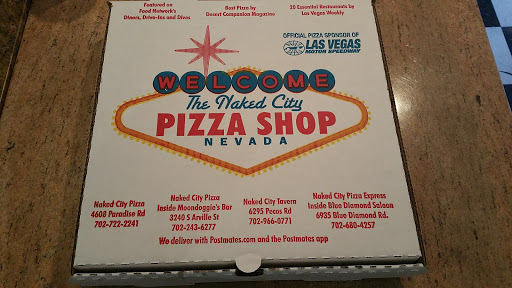 Featured on
Food Network's
Diners, Drive-Ins and Dives
Best Pizza by
Desert Companion Magazine
20 Essential Restaurants by
Las Vegas Weekly
OFFICIAL PIZZA SPONSOR OF
LAS VEGAS
MOTOR SPEEDWAY
WELCOME
The Naked City
PIZZA SHOP
NEVADA
Naked City Pizza
4608 Paradise Rd
702-722-2241
Naked City Pizza
Inside Moondoggie's Bar
3240 S Arville St
702-243-6277
Naked City Tavern
6295 Pecos Rd
702-966-0771
Naked City Pizza Express
Inside Blue Diamond Saloon
6935 Blue Diamond Rd.
702-680-4257
We deliver with Postmates.com and the Postmates app